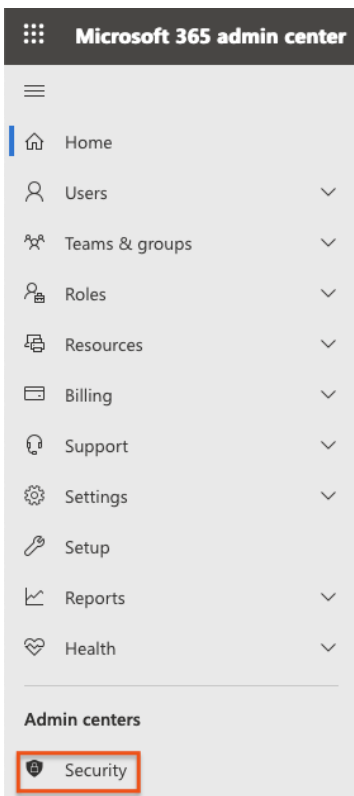 Microsoft 365 admin center
Home
Users
Teams & groups
Roles
Resources
Billing
Support
Settings
Setup
Reports
Health
Admin centers
Security